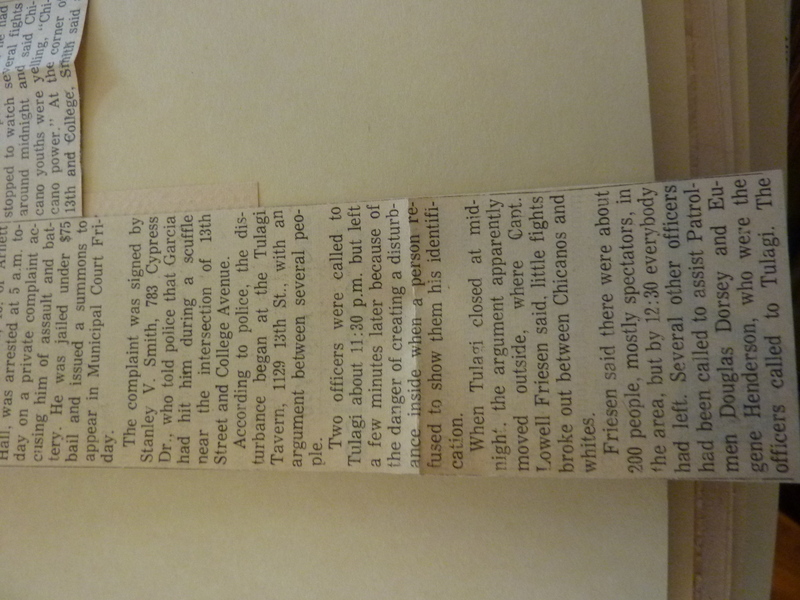 of Arnett
Hall, was arrested at 5 a.m. to-
day on a private complaint ac-
cusing him of assault and bat-
tery. He was jailed under $75
bail and issued a summons to
appear in Municipal Court Fri-
day.
The complaint was signed by
Stanley V. Smith, 783 Cypress
Dr., who told police that Garcia
had hit him during a scuffle
near the intersection of 13th
Street and College Avenue.
According to police, the dis-
turbance began at the Tulagi
Tavern, 1129 13th St., with an
argument between several peo-
ple.
Two officers were called to
Tulagi about 11:30 p.m. but left
a few minutes later because of
the danger of creating a disturb-
ance inside when a person re-
fused to show them his identifi-
cation.
When Tulagi closed at mid-
night, the argument apparently
moved outside, where Capt.
Lowell Friesen said, little fights
broke out between Chicanos and
whites.
Friesen said there were about
200 people, mostly spectators, in
the area, but by 12:30 everybody
had left. Several other officers
had been called to assist Patrol-
men Douglas Dorsey and Eu-
gene Henderson, who were the
officers called to Tulagi. The
he had
stopped to watch several fights
around midnight and said Chi-
cano youths were yelling, "Chi-
cano power." At the corner of
13th and College, Smith said